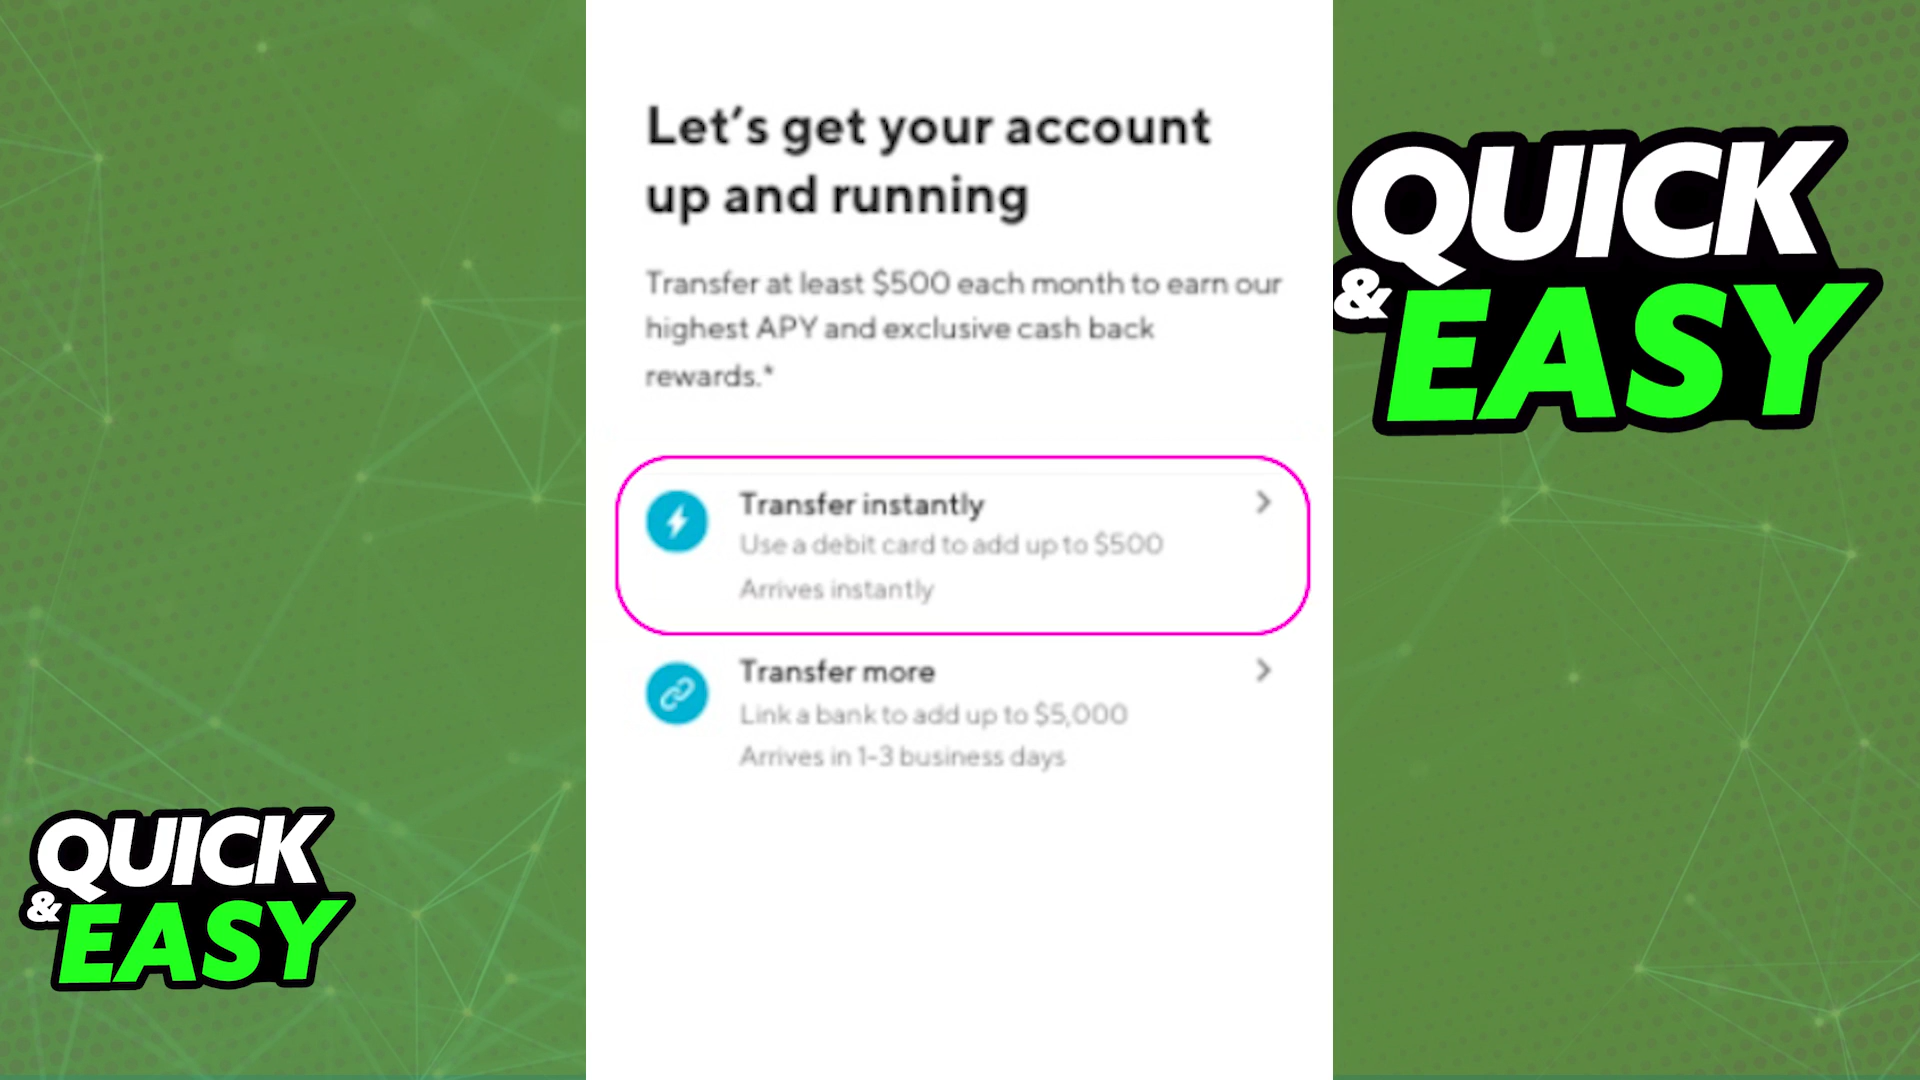 Let's get your account
up and running
Transfer at least $500 each month to earn our
highest APY and exclusive cash back
rewards.*
Transfer instantly
Use a debit card to add up to $500
Arrives instantly
Transfer more
Link a bank to add up to $5,000
Arrives in 1-3 business days
QUICK
& EASY
QUICK
& EASY